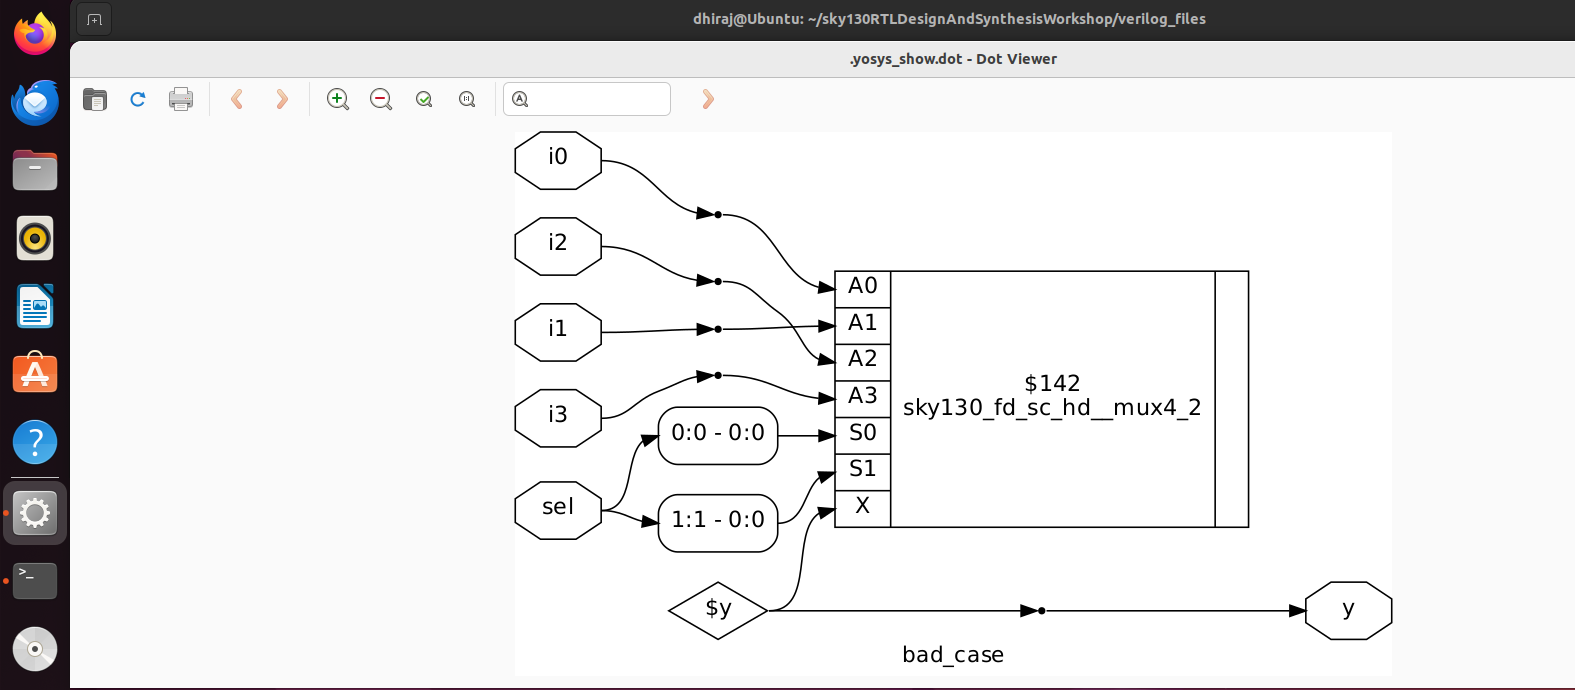 dhiraj@Ubuntu: ~/sky130RTLDesignAndSynthesisWorkshop/verilog_files
.yosys_show.dot - Dot Viewer
i0
i2
i1
i3
sel
0:0 - 0:0
1:1 - 0:0
$y
A0
A1
A2
A3
S0
S1
X
$142
sky130_fd_sc_hd__mux4_2
y
bad_case